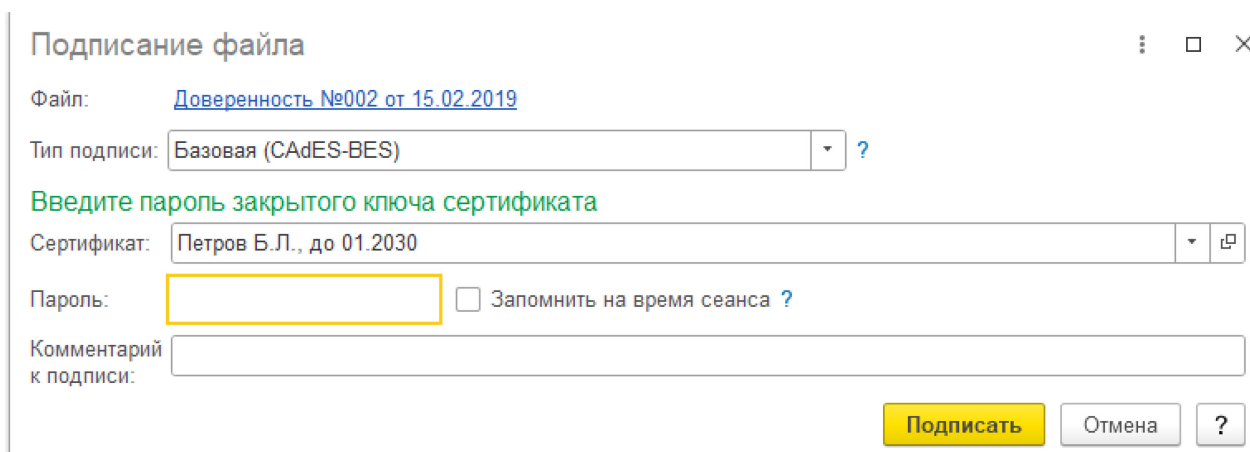 Подписание файла
Файл: Доверенность №002 от 15.02.2019
Тип подписи: Базовая (CAdES-BES) ?
Введите пароль закрытого ключа сертификата
Сертификат: Петров Б.Л., до 01.2030
Пароль: Запомнить на время сеанса ?
Комментарий
к подписи:
Подписать Отмена ?